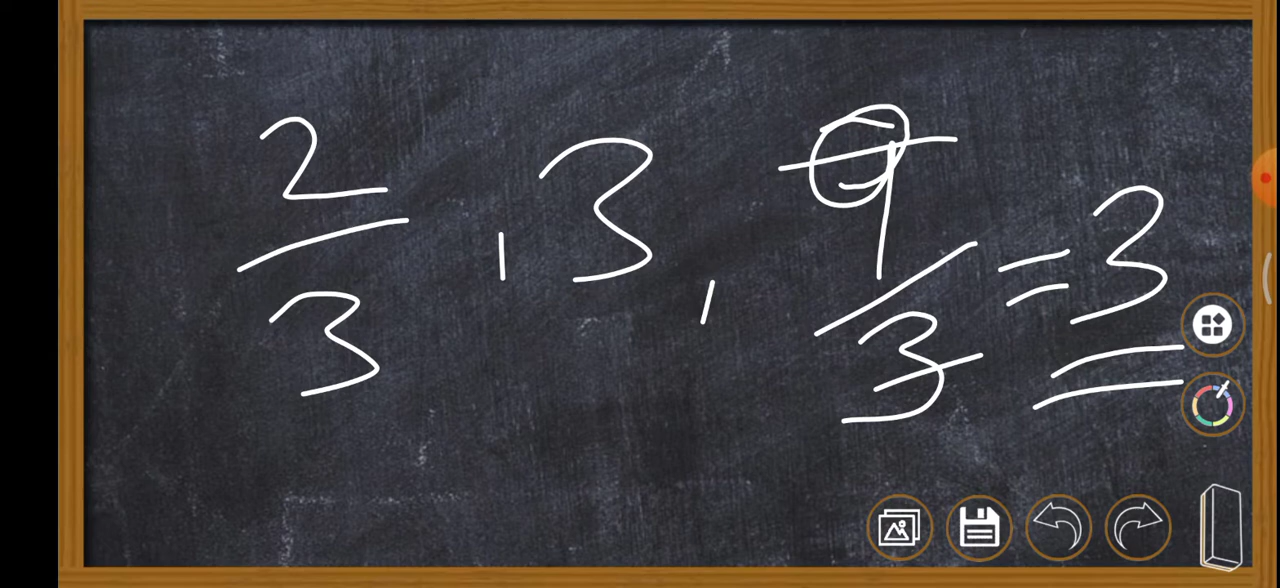 2/3 , 3 , 9/3 = 3